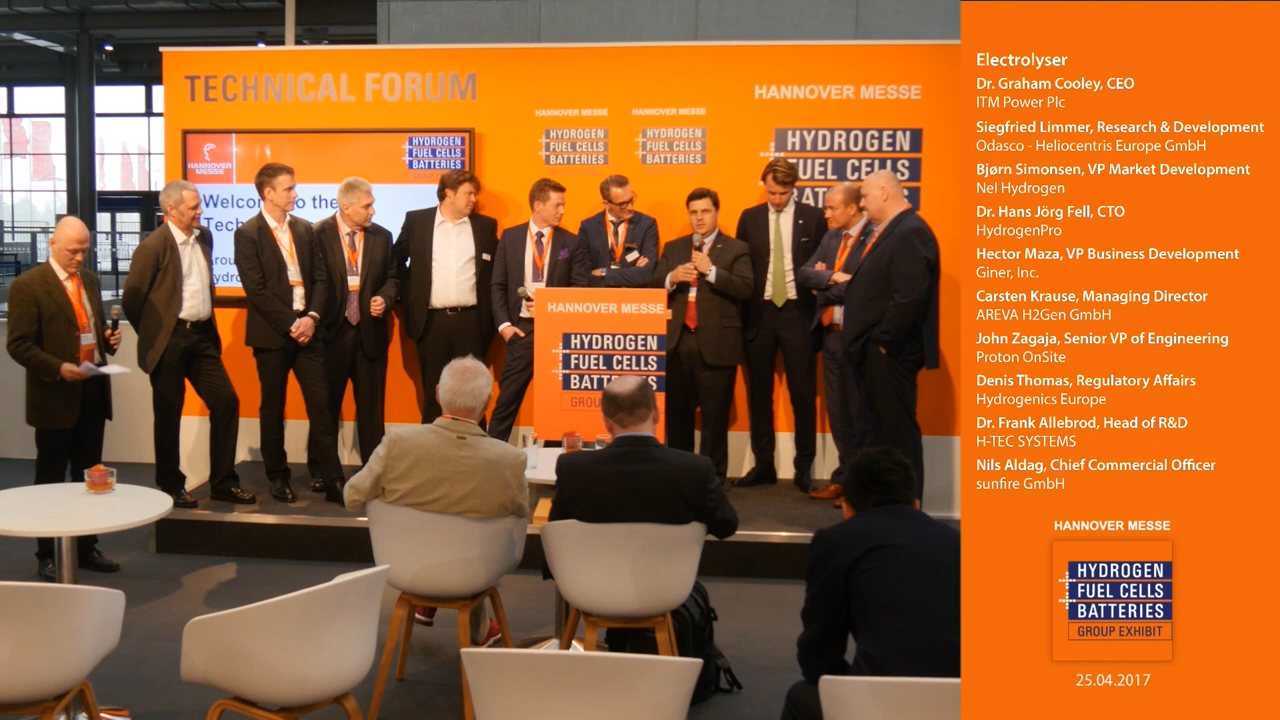 TECHNICAL FORUM
HANNOVER MESSE
HANNOVER MESSE
HANNOVER MESSE
HYDROGEN
FUEL CELLS
BATTERIES
HYDROGEN
FUEL CELLS
BATTERIES
HYDROGEN
FUEL CELLS
HANNOVER MESSE
HYDROGEN
FUEL CELLS
BATTERIES
Welcome to the
HANNOVER MESSE
HYDROGEN
FUEL CELLS
Electrolyser
Dr. Graham Cooley, CEO
ITM Power Plc
Siegfried Limmer, Research & Development
Odasco - Heliocentris Europe GmbH
Bjørn Simonsen, VP Market Development
Nel Hydrogen
Dr. Hans Jörg Fell, CTO
HydrogenPro
Hector Maza, VP Business Development
Giner, Inc.
Carsten Krause, Managing Director
AREVA H2Gen GmbH
John Zagaja, Senior VP of Engineering
Proton OnSite
Denis Thomas, Regulatory Affairs
Hydrogenics Europe
Dr. Frank Allebrod, Head of R&D
H-TEC SYSTEMS
Nils Aldag, Chief Commercial Officer
sunfire GmbH
HANNOVER MESSE
HYDROGEN
FUEL CELLS
BATTERIES
GROUP EXHIBIT
25.04.2017